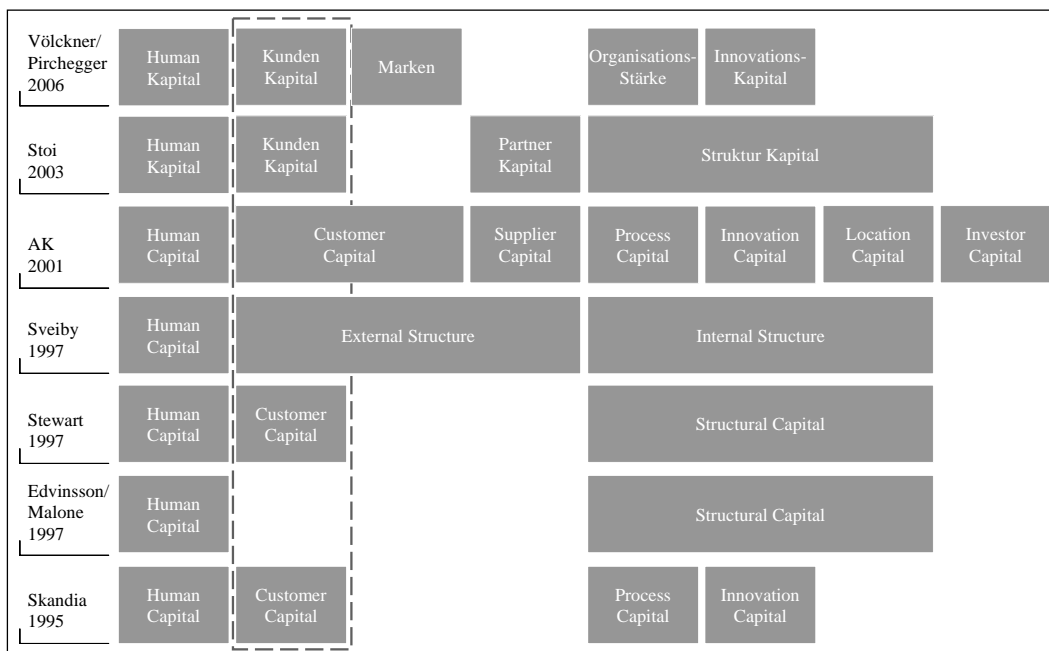 Völckner/
Pirchegger
2006
Human
Kapital
Kunden
Kapital
Marken
Organisations-
Stärke
Innovations-
Kapital
Stoi
2003
Human
Kapital
Kunden
Kapital
Partner
Kapital
Struktur Kapital
AK
2001
Human
Capital
Customer
Capital
Supplier
Capital
Process
Capital
Innovation
Capital
Location
Capital
Investor
Capital
Sveiby
1997
Human
Capital
External Structure
Internal Structure
Stewart
1997
Human
Capital
Customer
Capital
Structural Capital
Edvinsson/
Malone
1997
Human
Capital
Structural Capital
Skandia
1995
Human
Capital
Customer
Capital
Process
Capital
Innovation
Capital